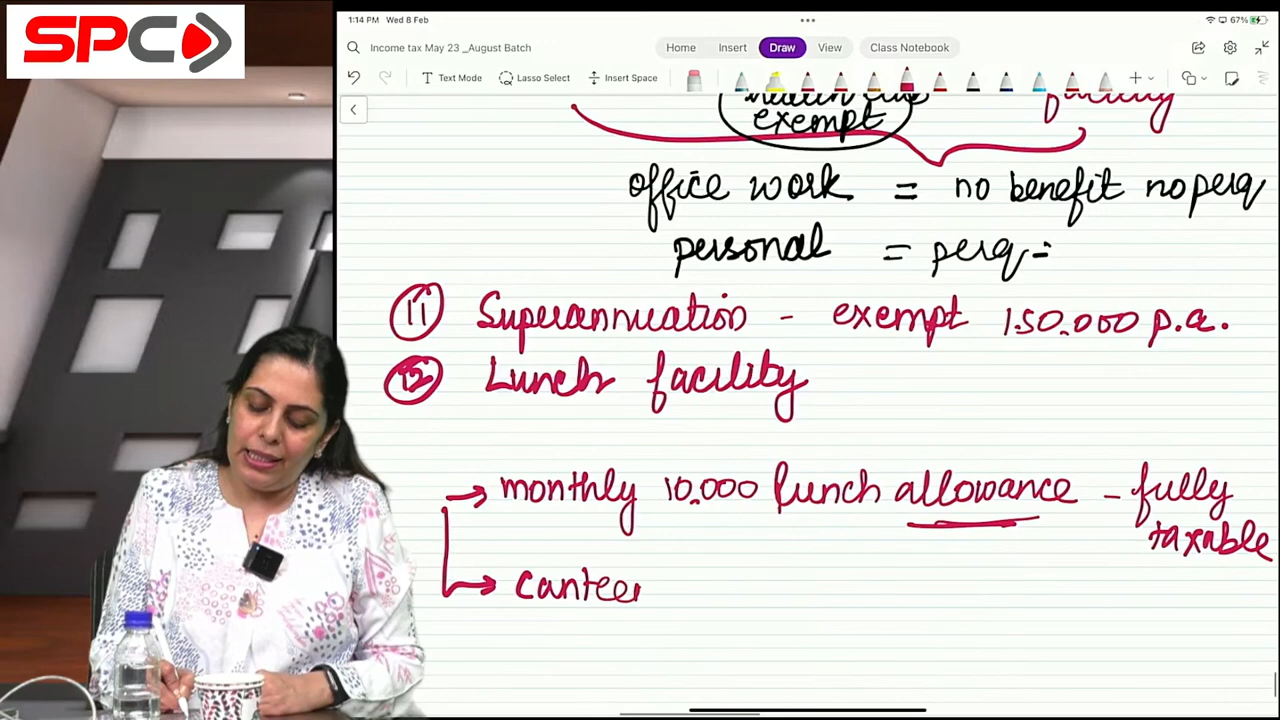 SPC
1:14 PM Wed 8 Feb
67%
Income tax May 23 _August Batch
Home Insert Draw View Class Notebook
Text Mode Lasso Select Insert Space
exempt facility
office work = no benefit no perq
personal = perq =
11 Superannuation - exempt 1.50.000 p.a.
12 Lunch facility
→ monthly 10.000 lunch allowance - fully
taxable
→ canteen